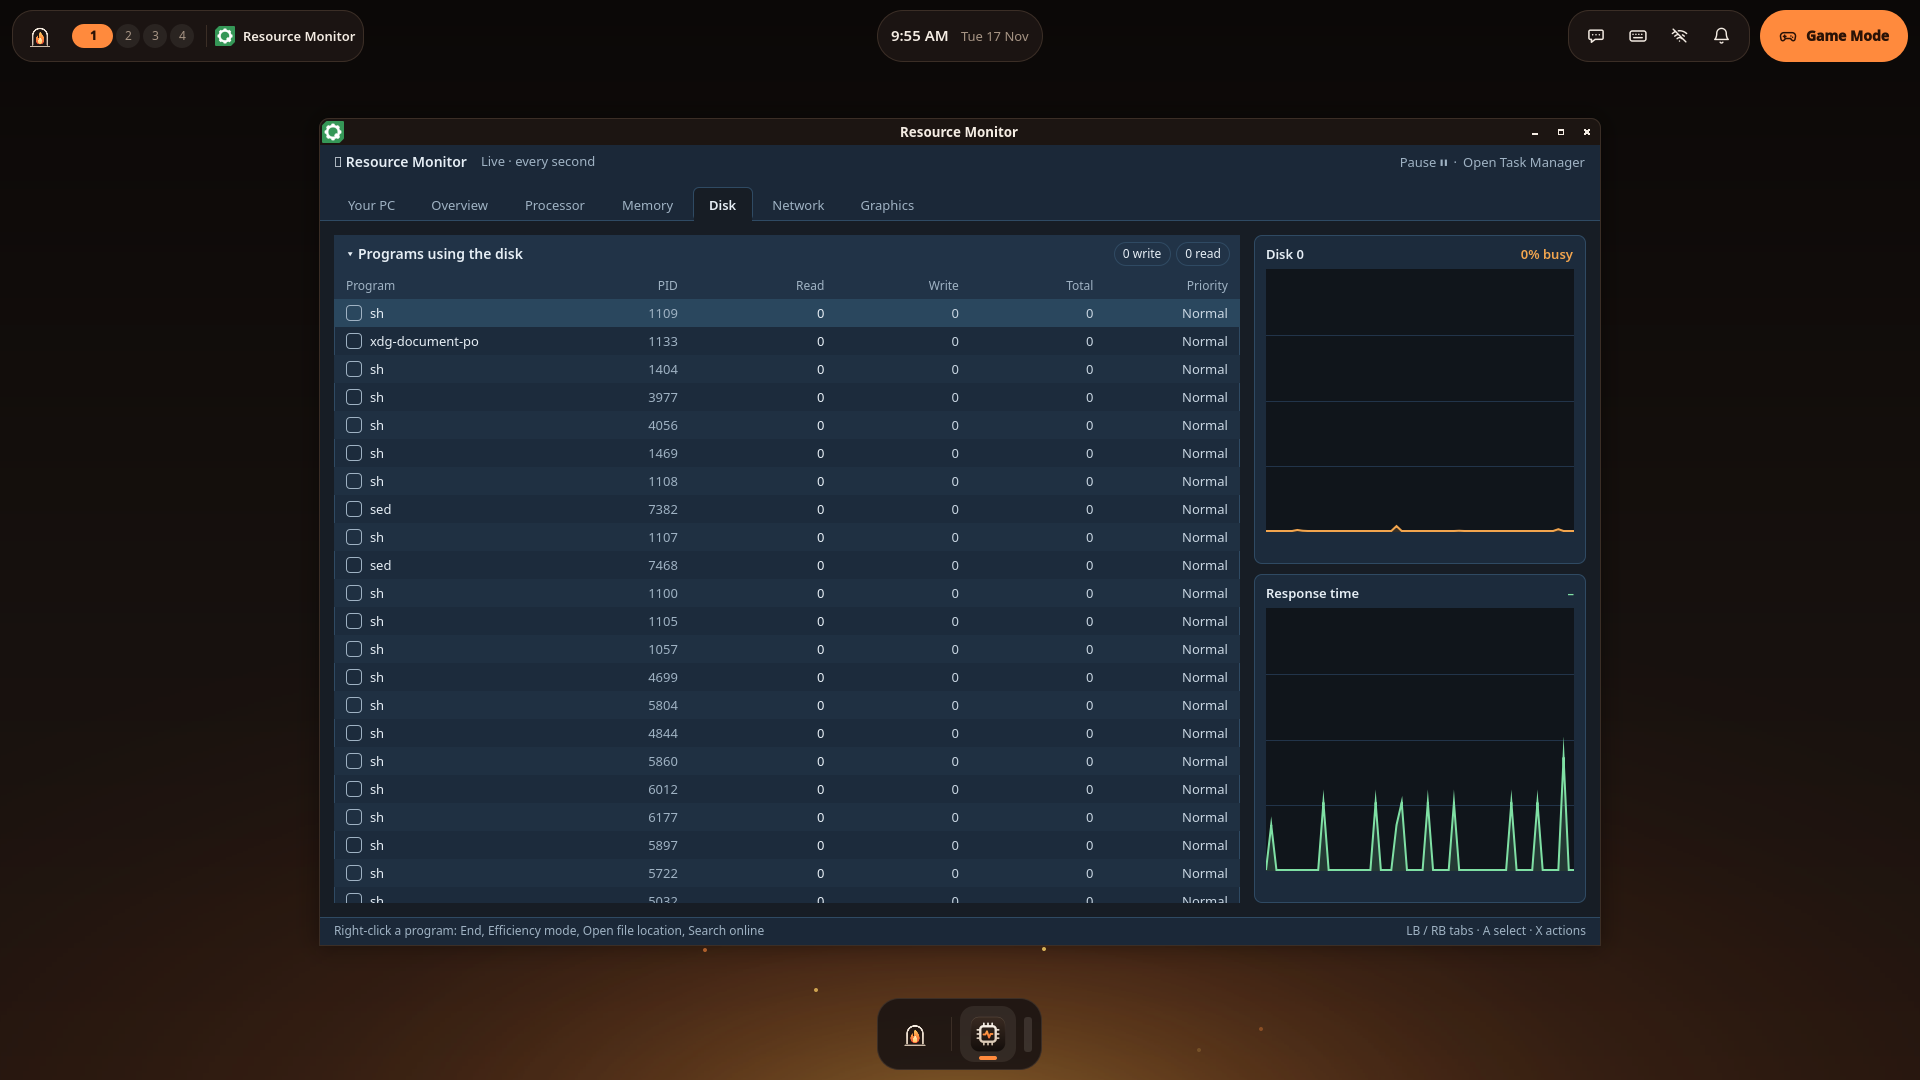 1 2 3 4 Resource Monitor
9:55 AM Tue 17 Nov
Game Mode
Resource Monitor
Resource Monitor Live · every second
Pause · Open Task Manager
Your PC Overview Processor Memory Disk Network Graphics
Programs using the disk 0 write 0 read
Program PID Read Write Total Priority
sh 1109 0 0 0 Normal
xdg-document-po 1133 0 0 0 Normal
sh 1404 0 0 0 Normal
sh 3977 0 0 0 Normal
sh 4056 0 0 0 Normal
sh 1469 0 0 0 Normal
sh 1108 0 0 0 Normal
sed 7382 0 0 0 Normal
sh 1107 0 0 0 Normal
sed 7468 0 0 0 Normal
sh 1100 0 0 0 Normal
sh 1105 0 0 0 Normal
sh 1057 0 0 0 Normal
sh 4699 0 0 0 Normal
sh 5804 0 0 0 Normal
sh 4844 0 0 0 Normal
sh 5860 0 0 0 Normal
sh 6012 0 0 0 Normal
sh 6177 0 0 0 Normal
sh 5897 0 0 0 Normal
sh 5722 0 0 0 Normal
sh 5032 0 0 0 Normal
Disk 0 0% busy
Response time –
Right-click a program: End, Efficiency mode, Open file location, Search online
LB / RB tabs · A select · X actions